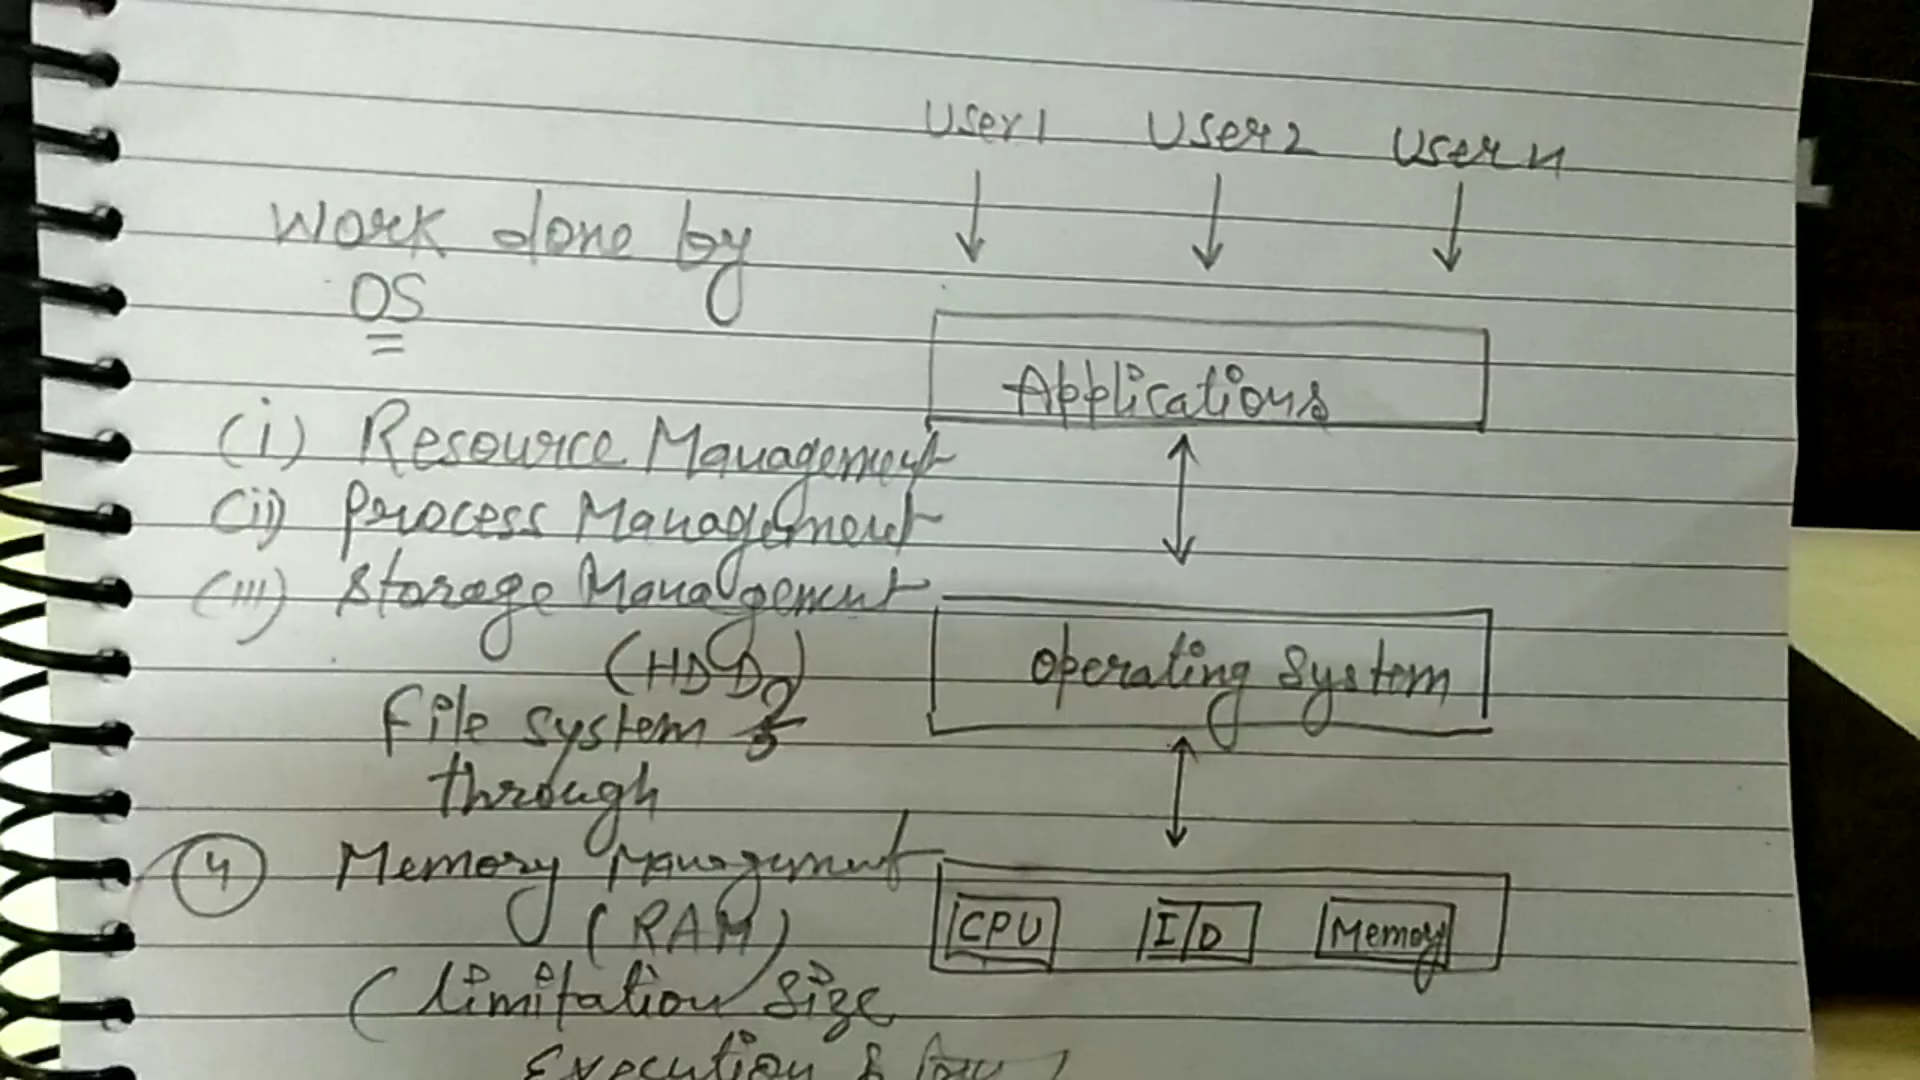 Work done by
OS
(i) Resource Management
(ii) Process Management
(iii) Storage Management
(HDD)
File system
through
4 Memory Management
(RAM)
(limitation size
Execution
User1 User2 User n
Applications
Operating System
CPU I/O Memory